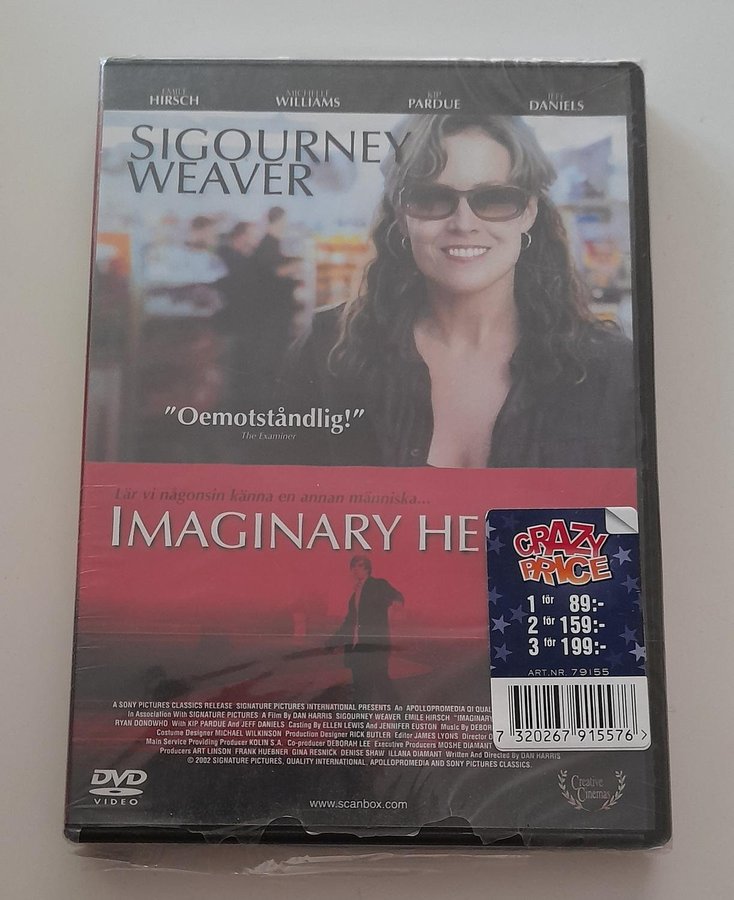 EMILE HIRSCH
MICHELLE WILLIAMS
KIP PARDUE
JEFF DANIELS
SIGOURNEY
WEAVER
”Oemotståndlig!”
The Examiner
Lär vi någonsin känna en annan människa...
IMAGINARY HE
CRAZY
PRICE
1 för 89:-
2 för 159:-
3 för 199:-
ART.NR. 79155
7 320267 915576 >
A SONY PICTURES CLASSICS RELEASE SIGNATURE PICTURES INTERNATIONAL PRESENTS An APOLLOPROMEDIA QI QUAL
In Association With SIGNATURE PICTURES A Film By DAN HARRIS SIGOURNEY WEAVER EMILE HIRSCH "IMAGINARY
RYAN DONOWHO With KIP PARDUE And JEFF DANIELS Casting By ELLEN LEWIS And JENNIFER EUSTON Music By DEBOR
Costume Designer MICHAEL WILKINSON Production Designer RICK BUTLER Editor JAMES LYONS Director O
Main Service Providing Producer KOLIN S.A. Co-producer DEBORAH LEE Executive Producers MOSHE DIAMANT
Producers ART LINSON FRANK HUEBNER GINA RESNICK DENISE SHAW ILLANA DIAMANT Written And Directed By DAN HARRIS
© 2002 SIGNATURE PICTURES, QUALITY INTERNATIONAL, APOLLOPROMEDIA AND SONY PICTURES CLASSICS.
DVD
VIDEO
www.scanbox.com
Creative
Cinemas